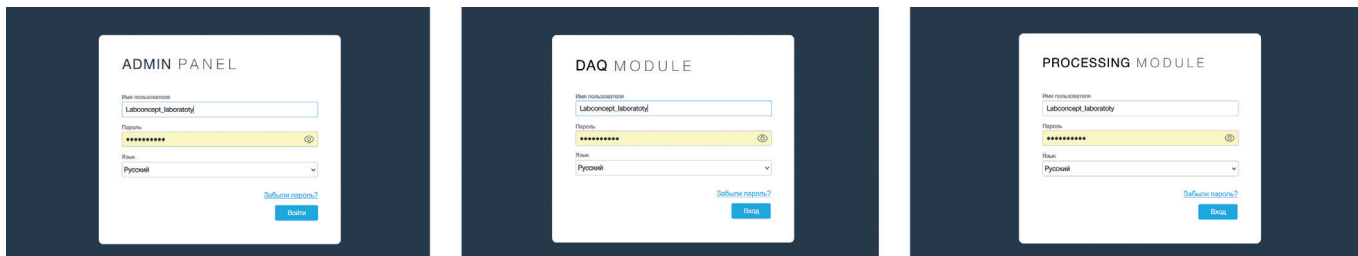 ADMIN PANEL
Имя пользователя
Labconcept_laboratoty
Пароль
••••••••••
Язык
Русский
Забыли пароль?
Войти
DAQ MODULE
Имя пользователя
Labconcept_laboratoty
Пароль
••••••••••
Язык
Русский
Забыли пароль?
Вход
PROCESSING MODULE
Имя пользователя
Labconcept_laboratoty
Пароль
••••••••••
Язык
Русский
Забыли пароль?
Вход